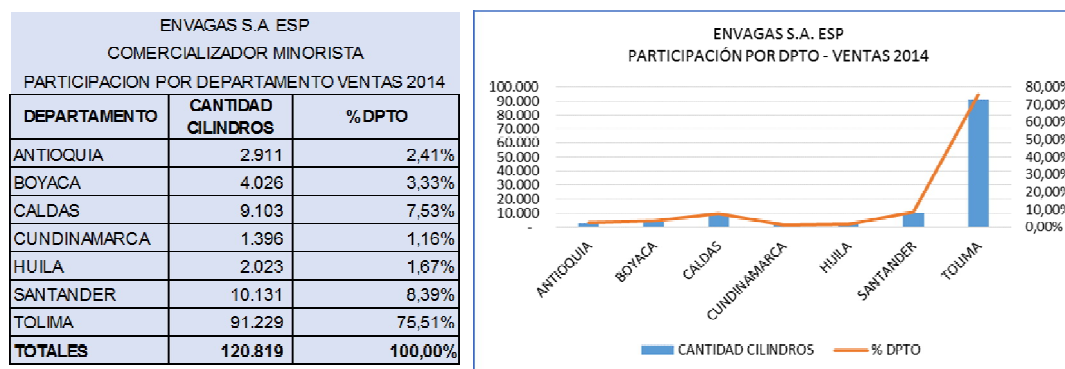 ENVAGAS S.A. ESP
COMERCIALIZADOR MINORISTA
PARTICIPACION POR DEPARTAMENTO VENTAS 2014
DEPARTAMENTO CANTIDAD CILINDROS % DPTO
ANTIOQUIA 2.911 2,41%
BOYACA 4.026 3,33%
CALDAS 9.103 7,53%
CUNDINAMARCA 1.396 1,16%
HUILA 2.023 1,67%
SANTANDER 10.131 8,39%
TOLIMA 91.229 75,51%
TOTALES 120.819 100,00%
ENVAGAS S.A. ESP
PARTICIPACIÓN POR DPTO - VENTAS 2014
100.000
90.000
80.000
70.000
60.000
50.000
40.000
30.000
20.000
10.000
-
80,00%
70,00%
60,00%
50,00%
40,00%
30,00%
20,00%
10,00%
0,00%
ANTIOQUIA
BOYACA
CALDAS
CUNDINAMARCA
HUILA
SANTANDER
TOLIMA
CANTIDAD CILINDROS % DPTO